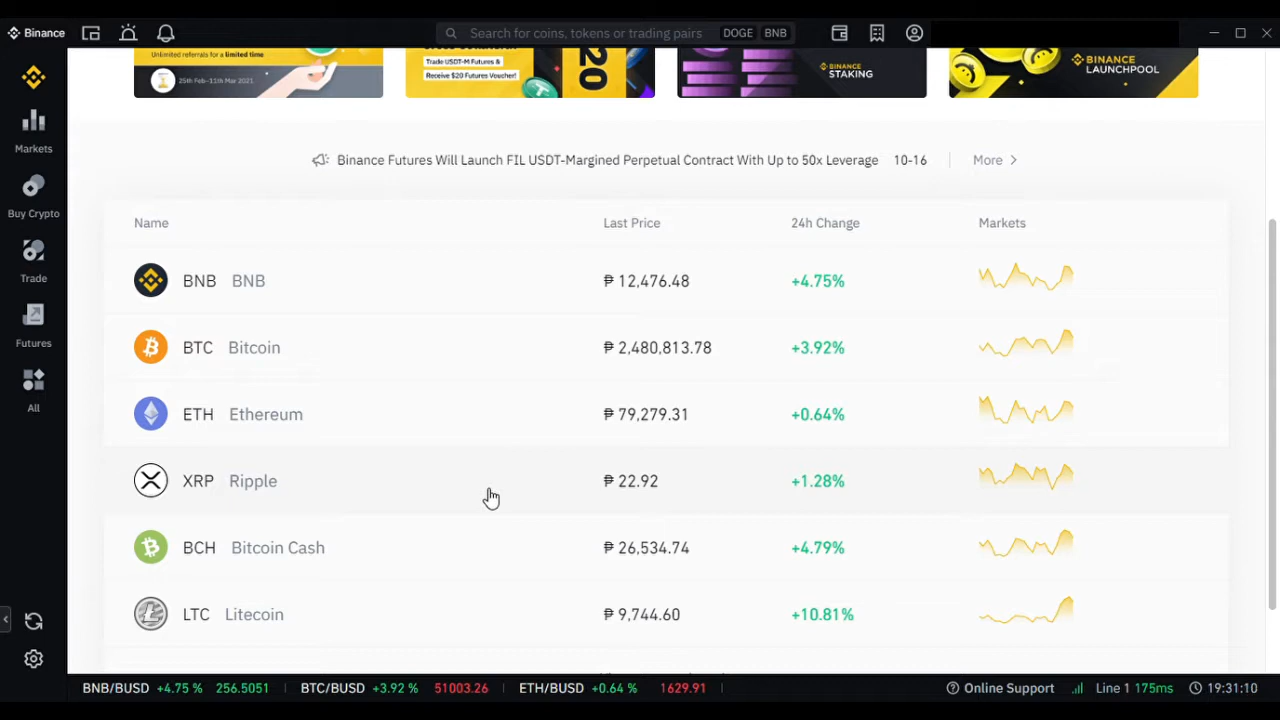 Binance
Search for coins, tokens or trading pairs DOGE BNB
Unlimited referrals for a limited time
25th Feb-11th Mar 2021
Trade USDT-M Futures &
Receive $20 Futures Voucher!
20
BINANCE
STAKING
BINANCE
LAUNCHPOOL
Markets
Buy Crypto
Trade
Futures
All
Binance Futures Will Launch FIL USDT-Margined Perpetual Contract With Up to 50x Leverage 10-16 More
Name Last Price 24h Change Markets
BNB BNB ₱ 12,476.48 +4.75%
BTC Bitcoin ₱ 2,480,813.78 +3.92%
ETH Ethereum ₱ 79,279.31 +0.64%
XRP Ripple ₱ 22.92 +1.28%
BCH Bitcoin Cash ₱ 26,534.74 +4.79%
LTC Litecoin ₱ 9,744.60 +10.81%
BNB/BUSD +4.75 % 256.5051 BTC/BUSD +3.92 % 51003.26 ETH/BUSD +0.64 % 1629.91 Online Support Line 1 175ms 19:31:10